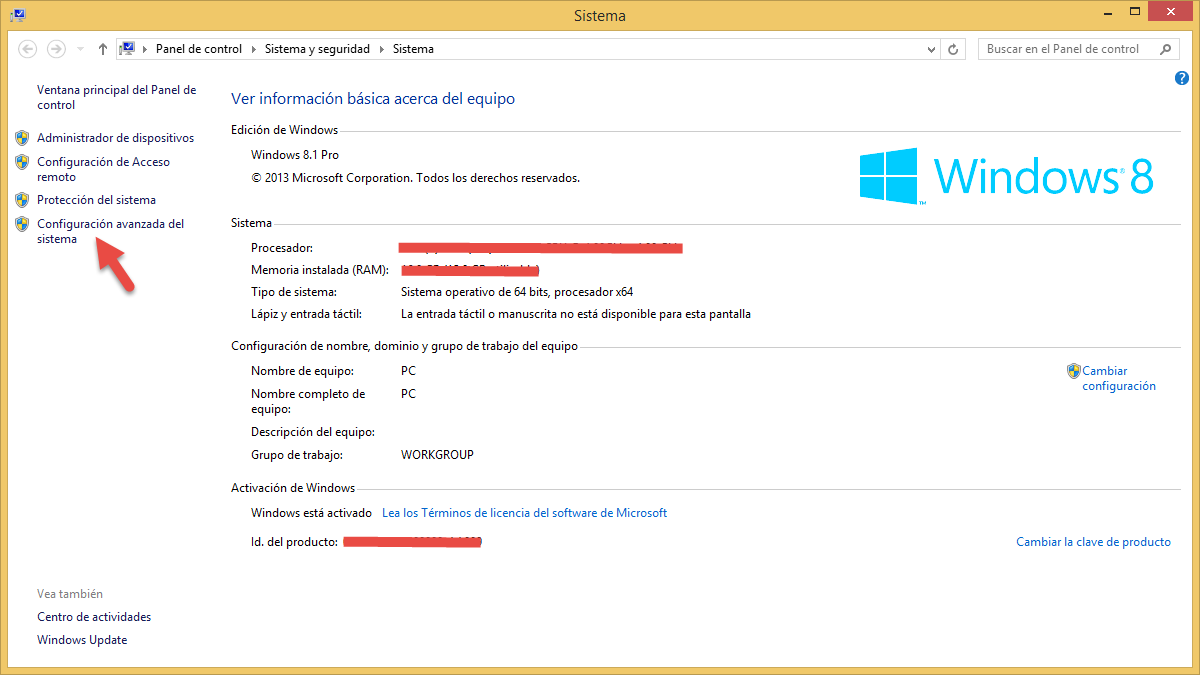 Sistema
Panel de control
Sistema y seguridad
Sistema
Buscar en el Panel de control
?
Ventana principal del Panel de
control
Administrador de dispositivos
Configuración de Acceso
remoto
Protección del sistema
Configuración avanzada del
sistema
Vea también
Centro de actividades
Windows Update
Ver información básica acerca del equipo
Edición de Windows
Windows 8.1 Pro
© 2013 Microsoft Corporation. Todos los derechos reservados.
Windows® 8
™
Sistema
Procesador:
Memoria instalada (RAM):
Tipo de sistema: Sistema operativo de 64 bits, procesador x64
Lápiz y entrada táctil: La entrada táctil o manuscrita no está disponible para esta pantalla
Configuración de nombre, dominio y grupo de trabajo del equipo
Nombre de equipo: PC
Nombre completo de PC
equipo:
Descripción del equipo:
Grupo de trabajo: WORKGROUP
Cambiar
configuración
Activación de Windows
Windows está activado Lea los Términos de licencia del software de Microsoft
Id. del producto:
Cambiar la clave de producto